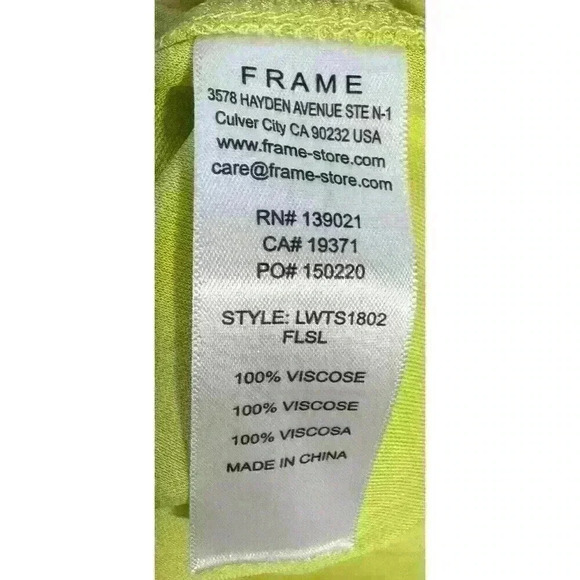 FRAME
3578 HAYDEN AVENUE STE N-1
Culver City CA 90232 USA
www.frame-store.com
care@frame-store.com
RN# 139021
CA# 19371
PO# 150220
STYLE: LWTS1802
FLSL
100% VISCOSE
100% VISCOSE
100% VISCOSA
MADE IN CHINA